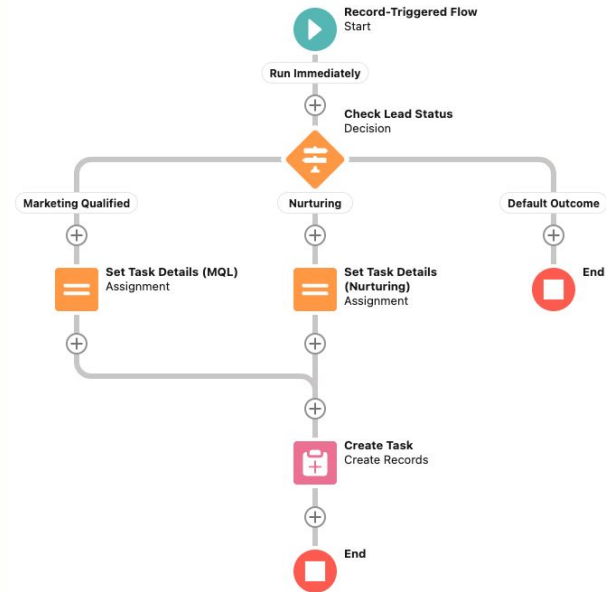 Record-Triggered Flow
Start
Run Immediately
Check Lead Status
Decision
Marketing Qualified
Nurturing
Default Outcome
Set Task Details (MQL)
Assignment
Set Task Details
(Nurturing)
Assignment
End
Create Task
Create Records
End